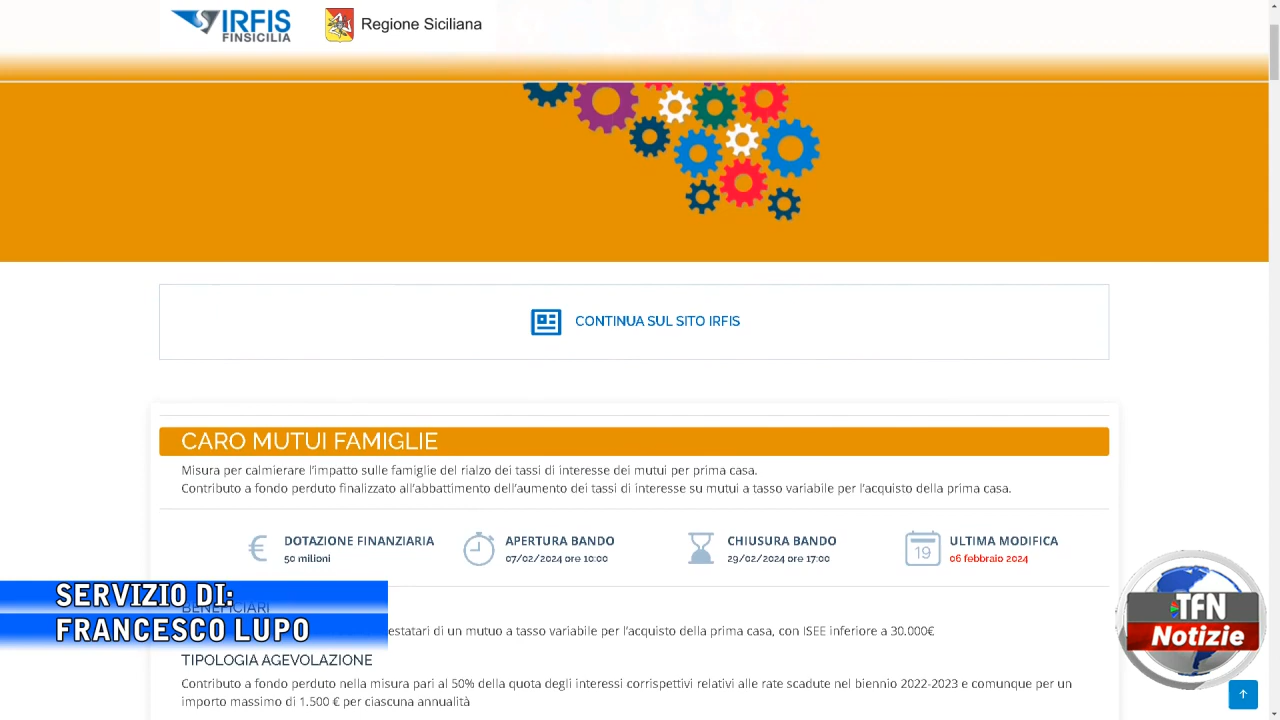 IRFIS
FINSICILIA
Regione Siciliana
CONTINUA SUL SITO IRFIS
CARO MUTUI FAMIGLIE
Misura per calmierare l'impatto sulle famiglie del rialzo dei tassi di interesse dei mutui per prima casa.
Contributo a fondo perduto finalizzato all'abbattimento dell'aumento dei tassi di interesse su mutui a tasso variabile per l'acquisto della prima casa.
DOTAZIONE FINANZIARIA
50 milioni
APERTURA BANDO
07/02/2024 ore 10:00
CHIUSURA BANDO
29/02/2024 ore 17:00
19
ULTIMA MODIFICA
06 febbraio 2024
SERVIZIO DI:
BENEFICIARI
FRANCESCO LUPO
estatari di un mutuo a tasso variabile per l'acquisto della prima casa, con ISEE inferiore a 30.000€
TFN
Notizie
TIPOLOGIA AGEVOLAZIONE
Contributo a fondo perduto nella misura pari al 50% della quota degli interessi corrispettivi relativi alle rate scadute nel biennio 2022-2023 e comunque per un
importo massimo di 1.500 € per ciascuna annualità